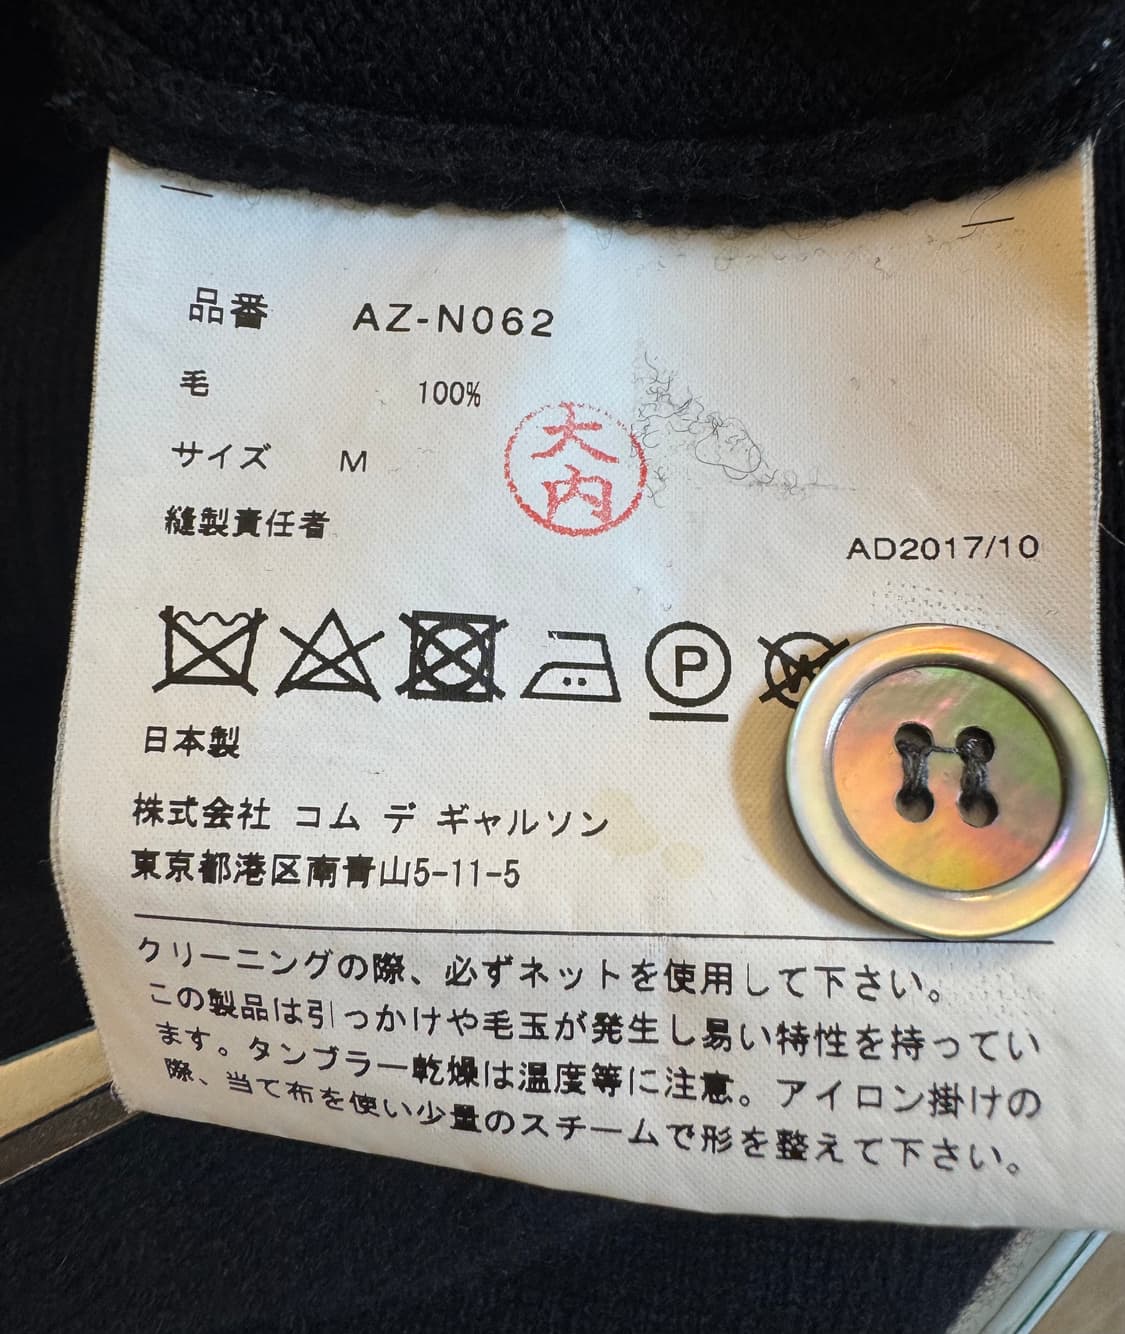 品番 AZ-N062
毛 100%
サイズ M
大内
縫製責任者
AD2017/10
P
W
日本製
株式会社 コム デ ギャルソン
東京都港区南青山5-11-5
クリーニングの際、必ずネットを使用して下さい。
この製品は引っかけや毛玉が発生し易い特性を持ってい
ます。タンブラー乾燥は温度等に注意。アイロン掛けの
際、当て布を使い少量のスチームで形を整えて下さい。